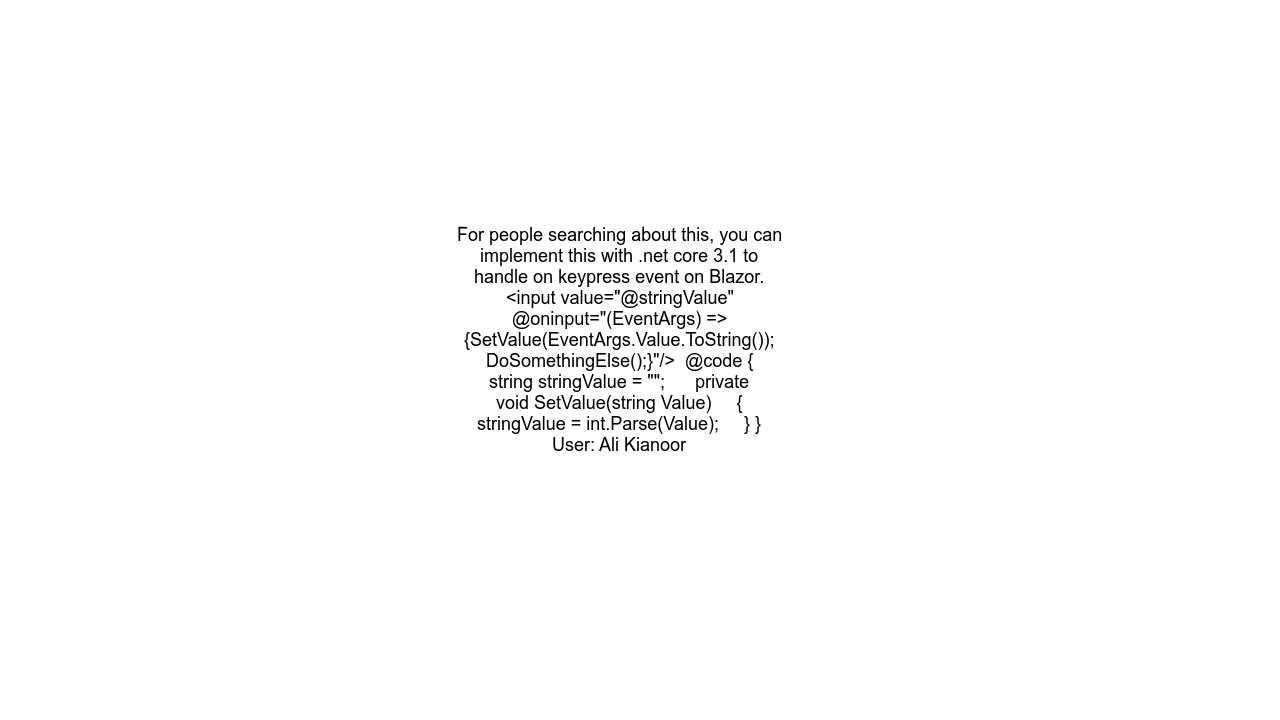 For people searching about this, you can
implement this with .net core 3.1 to
handle on keypress event on Blazor.
<input value="@stringValue"
@oninput="(EventArgs) =>
{SetValue(EventArgs.Value.ToString());
DoSomethingElse();}"/>  @code {
string stringValue = "";      private
void SetValue(string Value)     {
stringValue = int.Parse(Value);     } }
User: Ali Kianoor